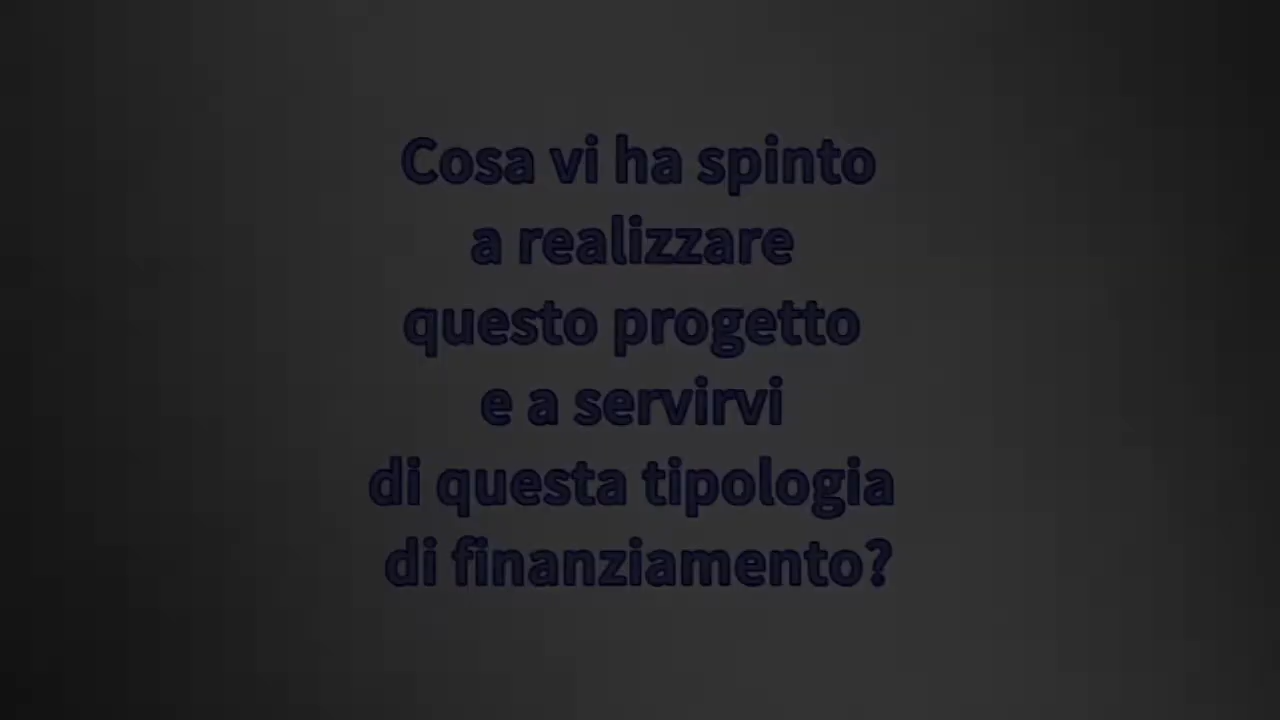 Cosa vi ha spinto
a realizzare
questo progetto
e a servirvi
di questa tipologia
di finanziamento?